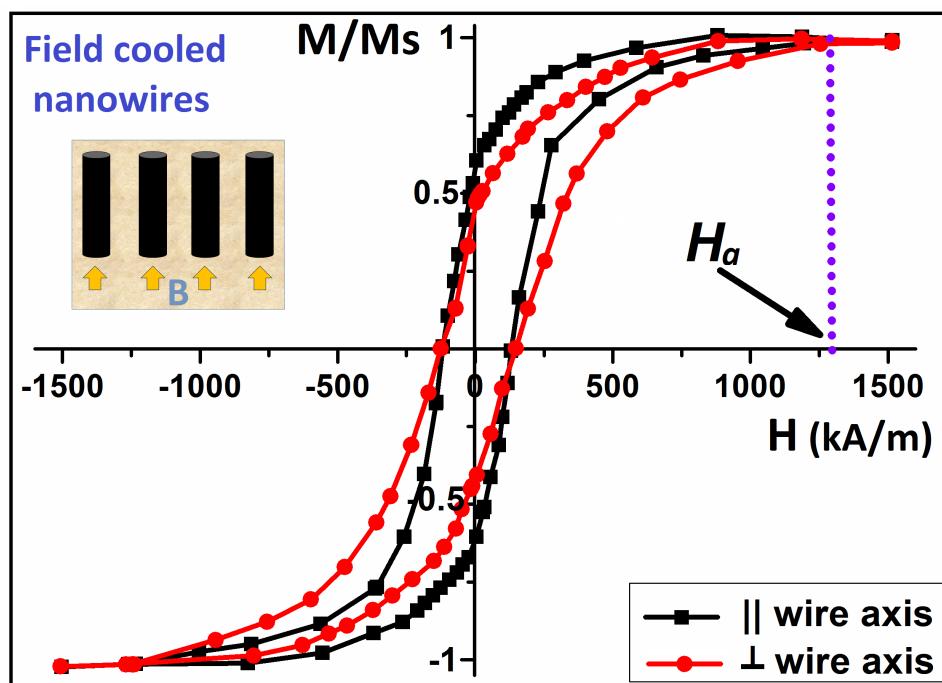 Field cooled
nanowires
B
M/Ms
1
0.5
-0.5
-1
-1500 -1000 -500 0 500 1000 1500
H (kA/m)
Ha
|| wire axis
⊥ wire axis